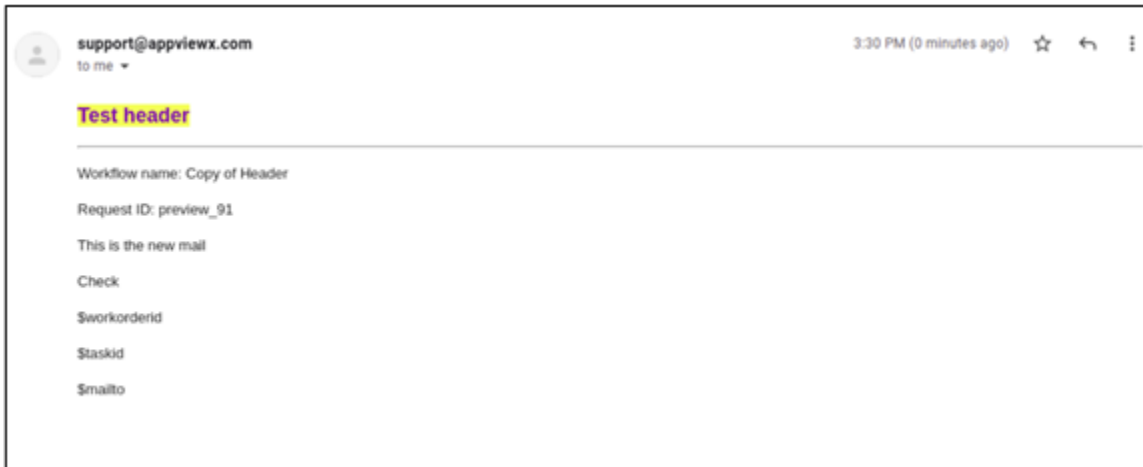 support@appviewx.com
3:30 PM (0 minutes ago)
to me
Test header
Workflow name: Copy of Header
Request ID: preview_91
This is the new mail
Check
$workorderid
$taskid
$mailto